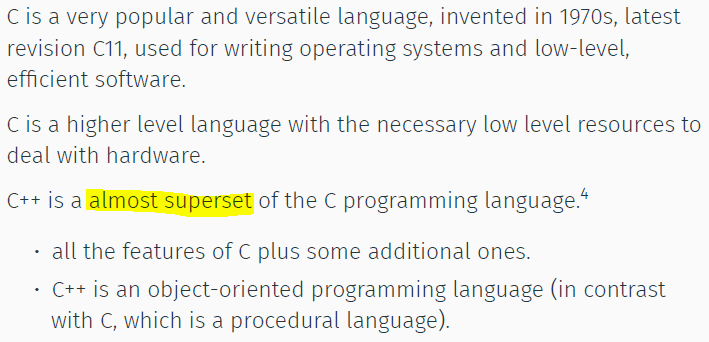 C is a very popular and versatile language, invented in 1970s, latest
revision C11, used for writing operating systems and low-level,
efficient software.
C is a higher level language with the necessary low level resources to
deal with hardware.
C++ is a almost superset of the C programming language.⁴
• all the features of C plus some additional ones.
• C++ is an object-oriented programming language (in contrast
with C, which is a procedural language).